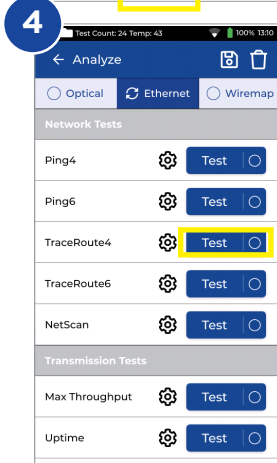 4
Test Count: 24 Temp: 43 100% 13:10
Analyze
Optical Ethernet Wiremap
Network Tests
Ping4 Test
Ping6 Test
TraceRoute4 Test
TraceRoute6 Test
NetScan Test
Transmission Tests
Max Throughput Test
Uptime Test